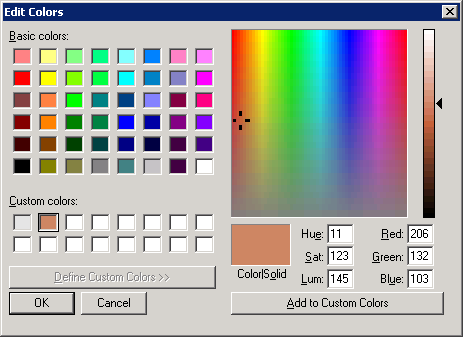 Edit Colors
Basic colors:
Custom colors:
Define Custom Colors >>
OK Cancel
Color|Solid
Hue: 11 Red: 206
Sat: 123 Green: 132
Lum: 145 Blue: 103
Add to Custom Colors